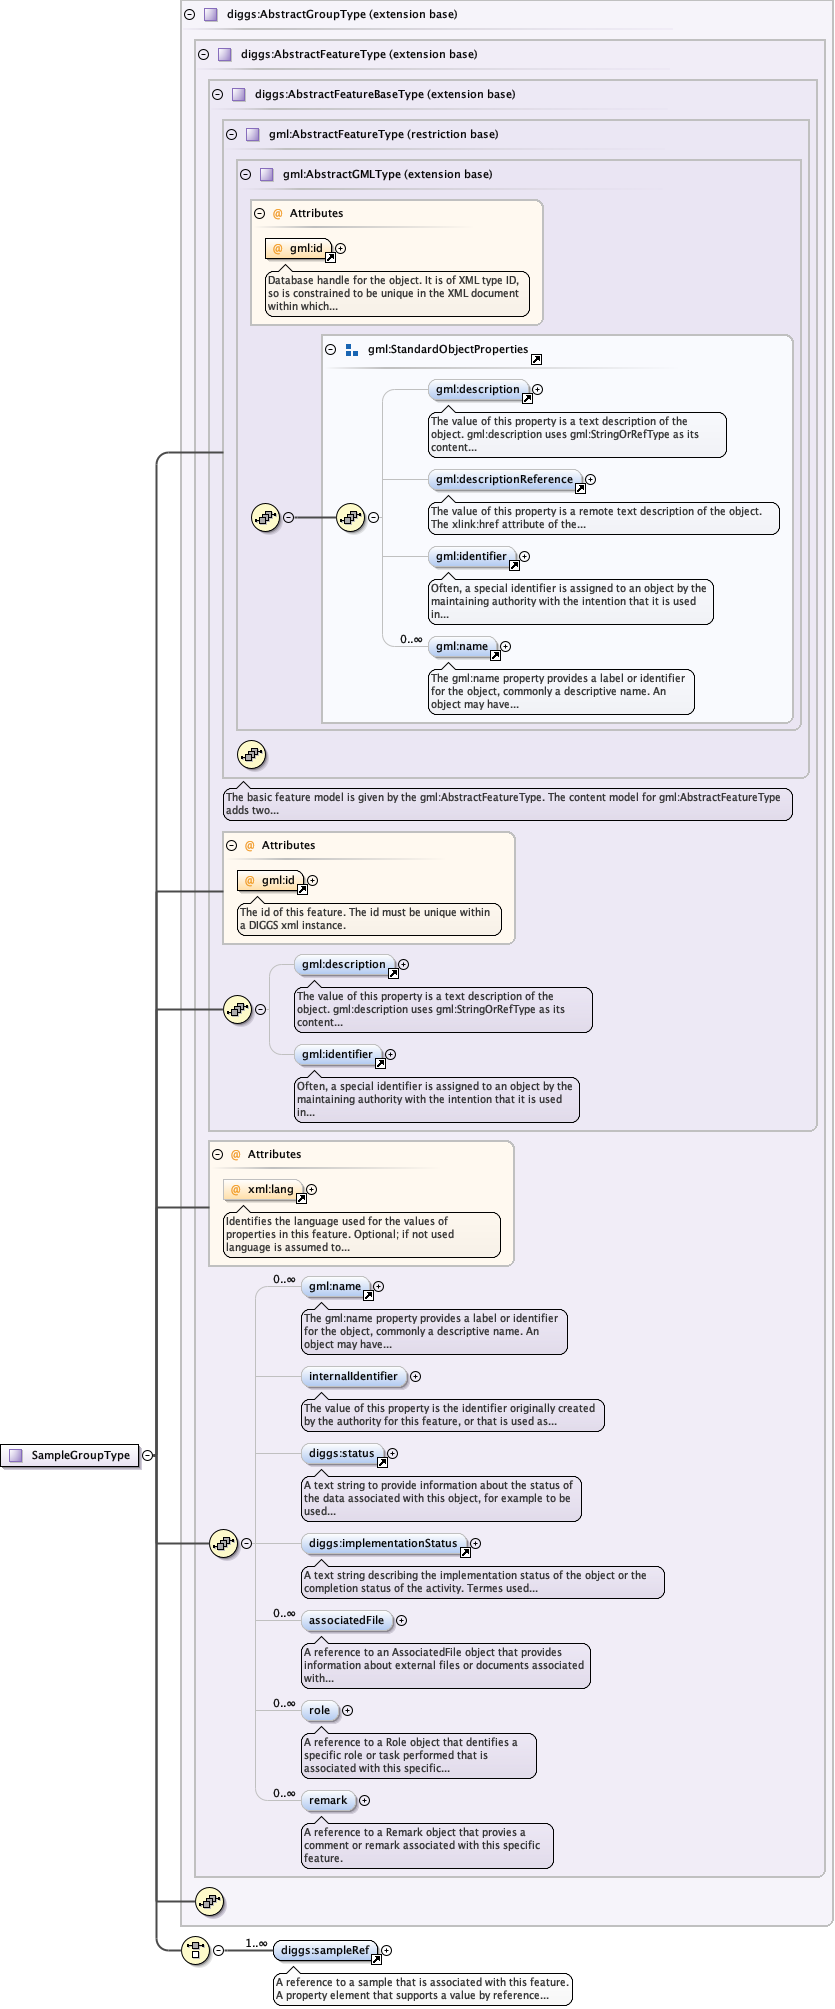 diggs:AbstractGroupType (extension base)
diggs:AbstractFeatureType (extension base)
diggs:AbstractFeatureBaseType (extension base)
gml:AbstractFeatureType (restriction base)
gml:AbstractGMLType (extension base)
@ Attributes
@ gml:id
Database handle for the object. It is of XML type ID,
so is constrained to be unique in the XML document
within which...
gml:StandardObjectProperties
gml:description
The value of this property is a text description of the
object. gml:description uses gml:StringOrRefType as its
content...
gml:descriptionReference
The value of this property is a remote text description of the object.
The xlink:href attribute of the...
gml:identifier
Often, a special identifier is assigned to an object by the
maintaining authority with the intention that it is used
in...
0..∞
gml:name
The gml:name property provides a label or identifier
for the object, commonly a descriptive name. An
object may have...
The basic feature model is given by the gml:AbstractFeatureType. The content model for gml:AbstractFeatureType
adds two...
@ Attributes
@ gml:id
The id of this feature. The id must be unique within
a DIGGS xml instance.
gml:description
The value of this property is a text description of the
object. gml:description uses gml:StringOrRefType as its
content...
gml:identifier
Often, a special identifier is assigned to an object by the
maintaining authority with the intention that it is used
in...
@ Attributes
@ xml:lang
Identifies the language used for the values of
properties in this feature. Optional; if not used
language is assumed to...
0..∞
gml:name
The gml:name property provides a label or identifier
for the object, commonly a descriptive name. An
object may have...
internalIdentifier
The value of this property is the identifier originally created
by the authority for this feature, or that is used as...
diggs:status
A text string to provide information about the status of
the data associated with this object, for example to be
used...
SampleGroupType
diggs:implementationStatus
A text string describing the implementation status of the object or the
completion status of the activity. Termes used...
0..∞
associatedFile
A reference to an AssociatedFile object that provides
information about external files or documents associated
with...
0..∞
role
A reference to a Role object that dentifies a
specific role or task performed that is
associated with this specific...
0..∞
remark
A reference to a Remark object that provies a
comment or remark associated with this specific
feature.
1..∞
diggs:sampleRef
A reference to a sample that is associated with this feature.
A property element that supports a value by reference...